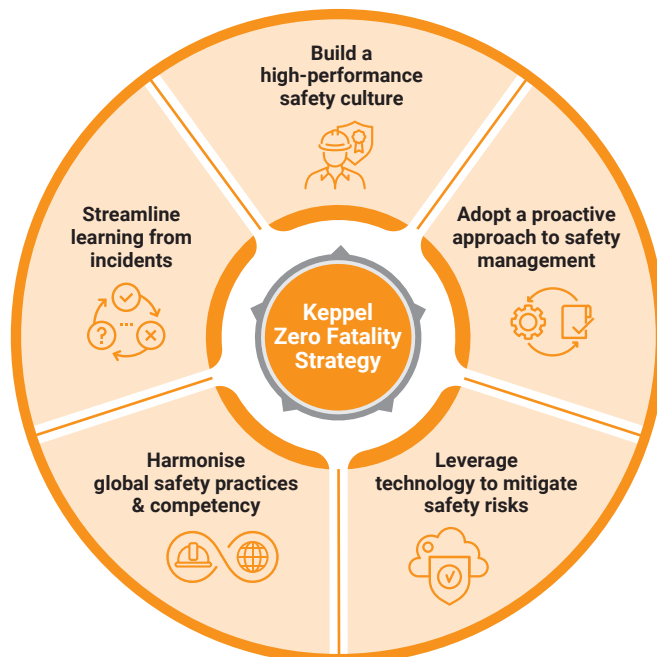 Build a
high-performance
safety culture
Streamline
learning from
incidents
Adopt a proactive
approach to safety
management
Keppel
Zero Fatality
Strategy
Harmonise
global safety practices
& competency
Leverage
technology to mitigate
safety risks